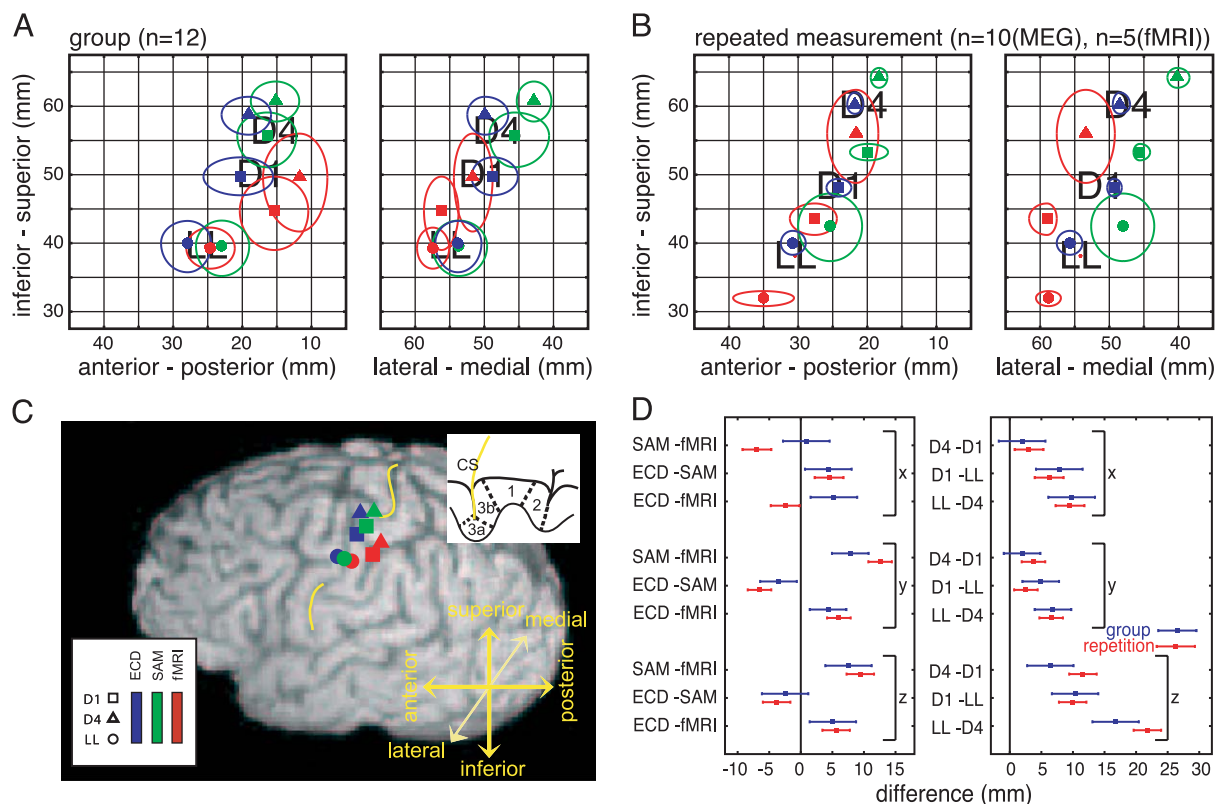 A
group (n=12)
B
repeated measurement (n=10(MEG), n=5(fMRI))
inferior - superior (mm)
60
50
40
30
D4
D1
LL
D4
D1
LL
40 30 20 10
anterior - posterior (mm)
60 50 40
lateral - medial (mm)
inferior - superior (mm)
60
50
40
30
D4
D1
LL
D4
D1
LL
40 30 20 10
anterior - posterior (mm)
60 50 40
lateral - medial (mm)
C
CS
1
2
3b
3a
superior
medial
anterior
posterior
lateral
inferior
ECD
SAM
fMRI
D1
D4
LL
D
SAM -fMRI
ECD -SAM
ECD -fMRI
x
SAM -fMRI
ECD -SAM
ECD -fMRI
y
SAM -fMRI
ECD -SAM
ECD -fMRI
z
-10 -5 0 5 10 15
D4 -D1
D1 -LL
LL -D4
x
D4 -D1
D1 -LL
LL -D4
y
group
repetition
D4 -D1
D1 -LL
LL -D4
z
0 5 10 15 20 25 30
difference (mm)